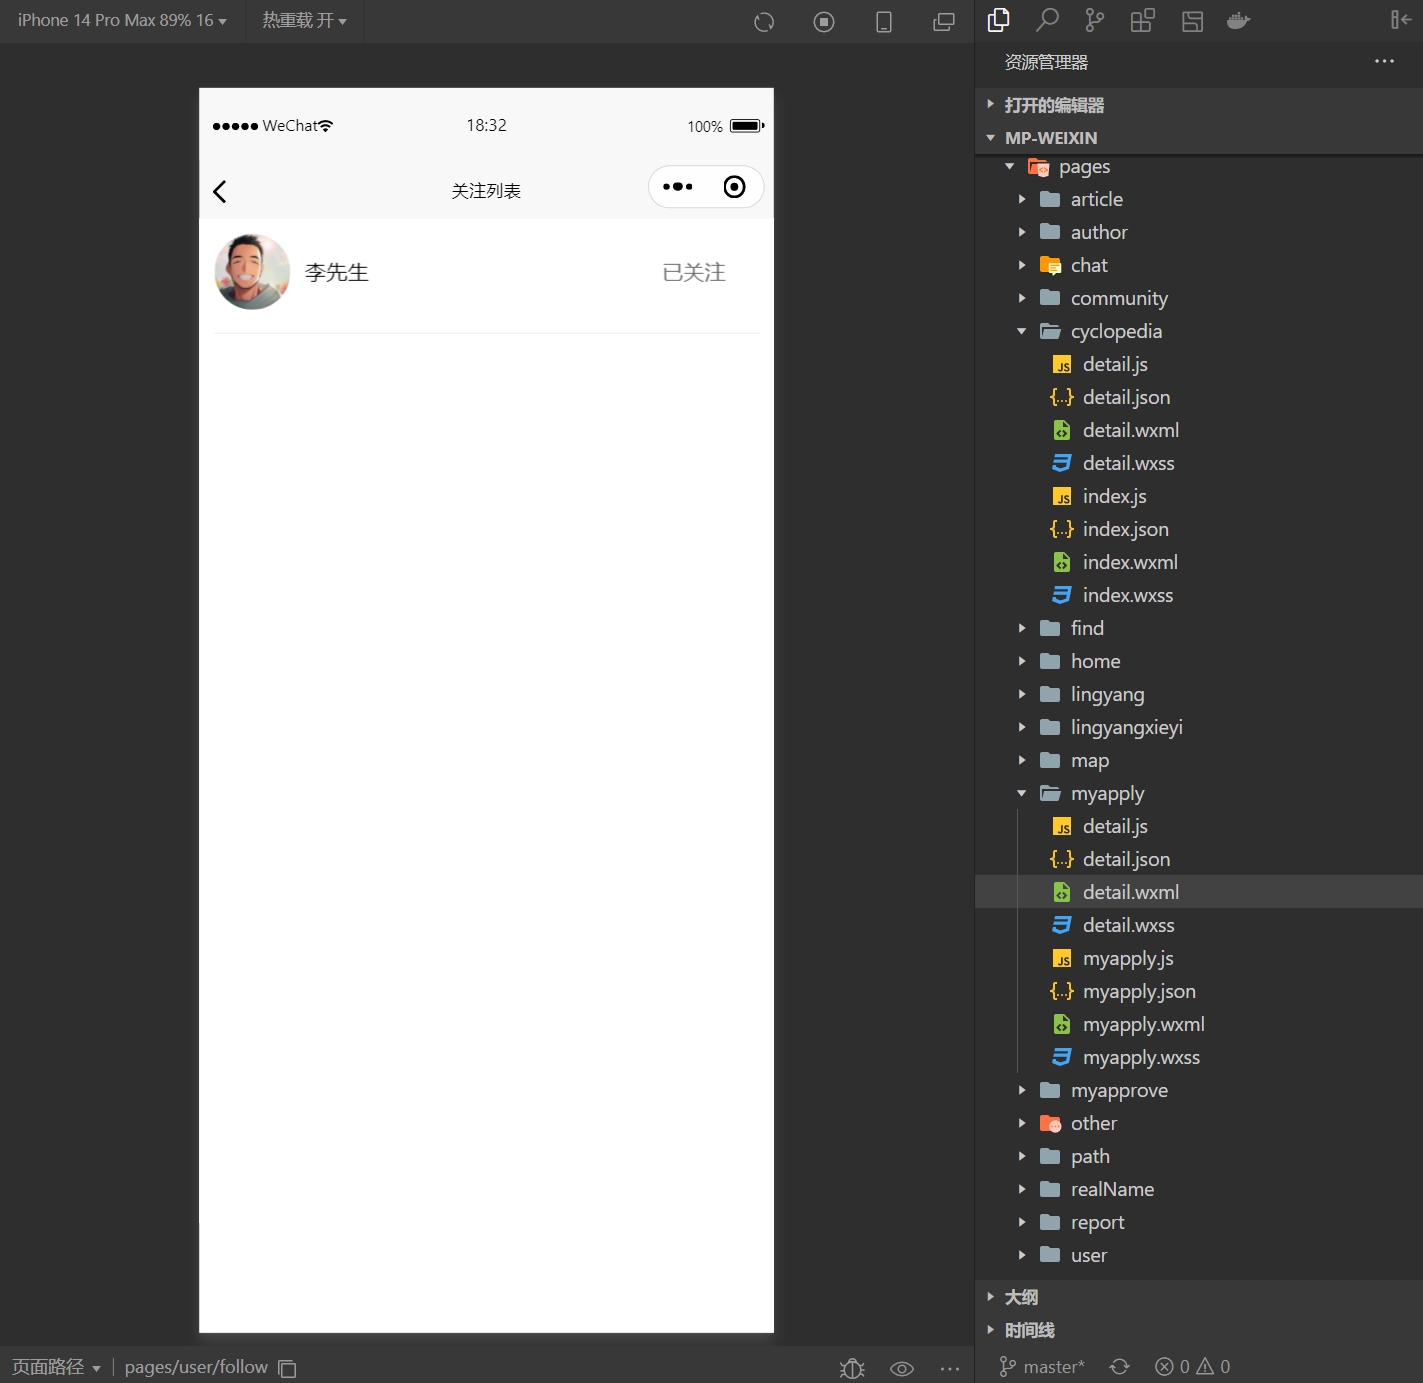 iPhone 14 Pro Max 89% 16
热重载 开
WeChat
18:32
100%
关注列表
李先生
已关注
页面路径
pages/user/follow
资源管理器
打开的编辑器
MP-WEIXIN
pages
article
author
chat
community
cyclopedia
detail.js
detail.json
detail.wxml
detail.wxss
index.js
index.json
index.wxml
index.wxss
find
home
lingyang
lingyangxieyi
map
myapply
detail.js
detail.json
detail.wxml
detail.wxss
myapply.js
myapply.json
myapply.wxml
myapply.wxss
myapprove
other
path
realName
report
user
大纲
时间线
master*
0
0